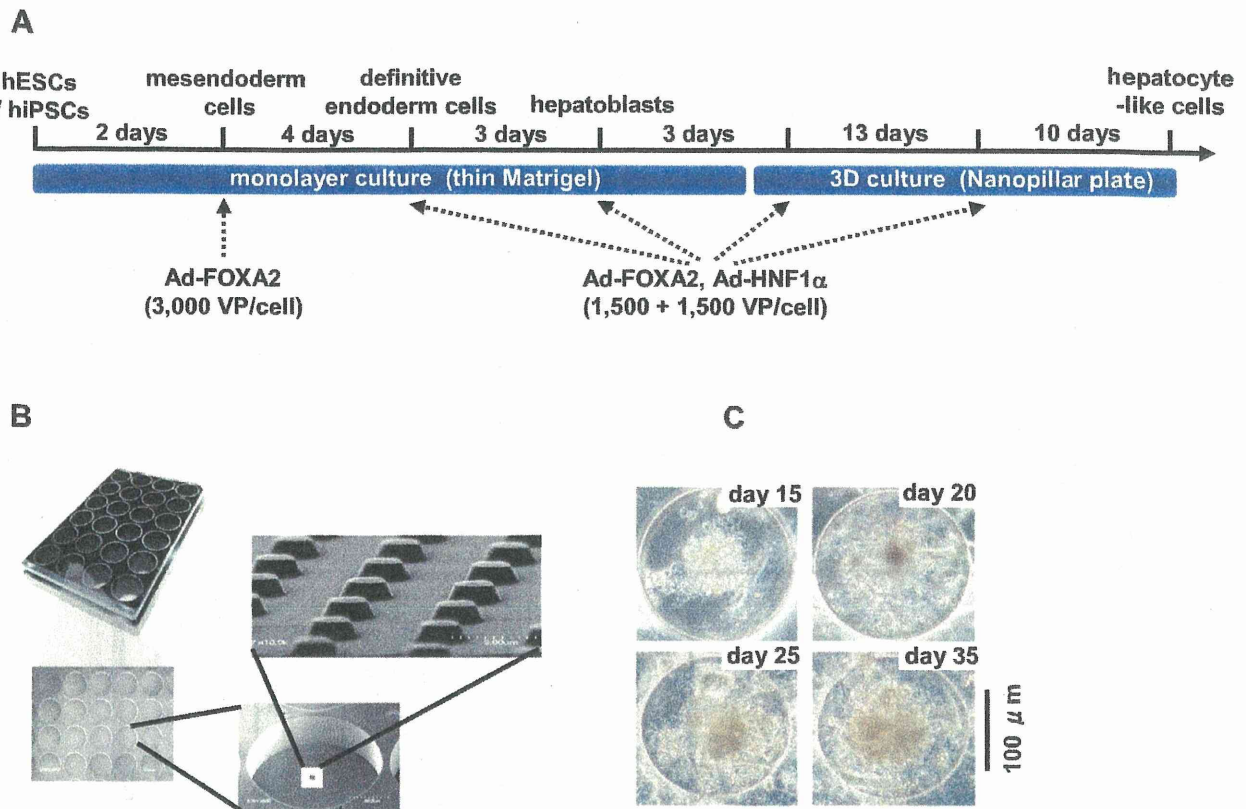 A
hESCs
/ hiPSCs
mesendoderm
cells
definitive
endoderm cells
hepatoblasts
hepatocyte
-like cells
2 days
4 days
3 days
3 days
13 days
10 days
monolayer culture (thin Matrigel)
3D culture (Nanopillar plate)
Ad-FOXA2
(3,000 VP/cell)
Ad-FOXA2, Ad-HNF1α
(1,500 + 1,500 VP/cell)
B
C
day 15
day 20
day 25
day 35
100 μm